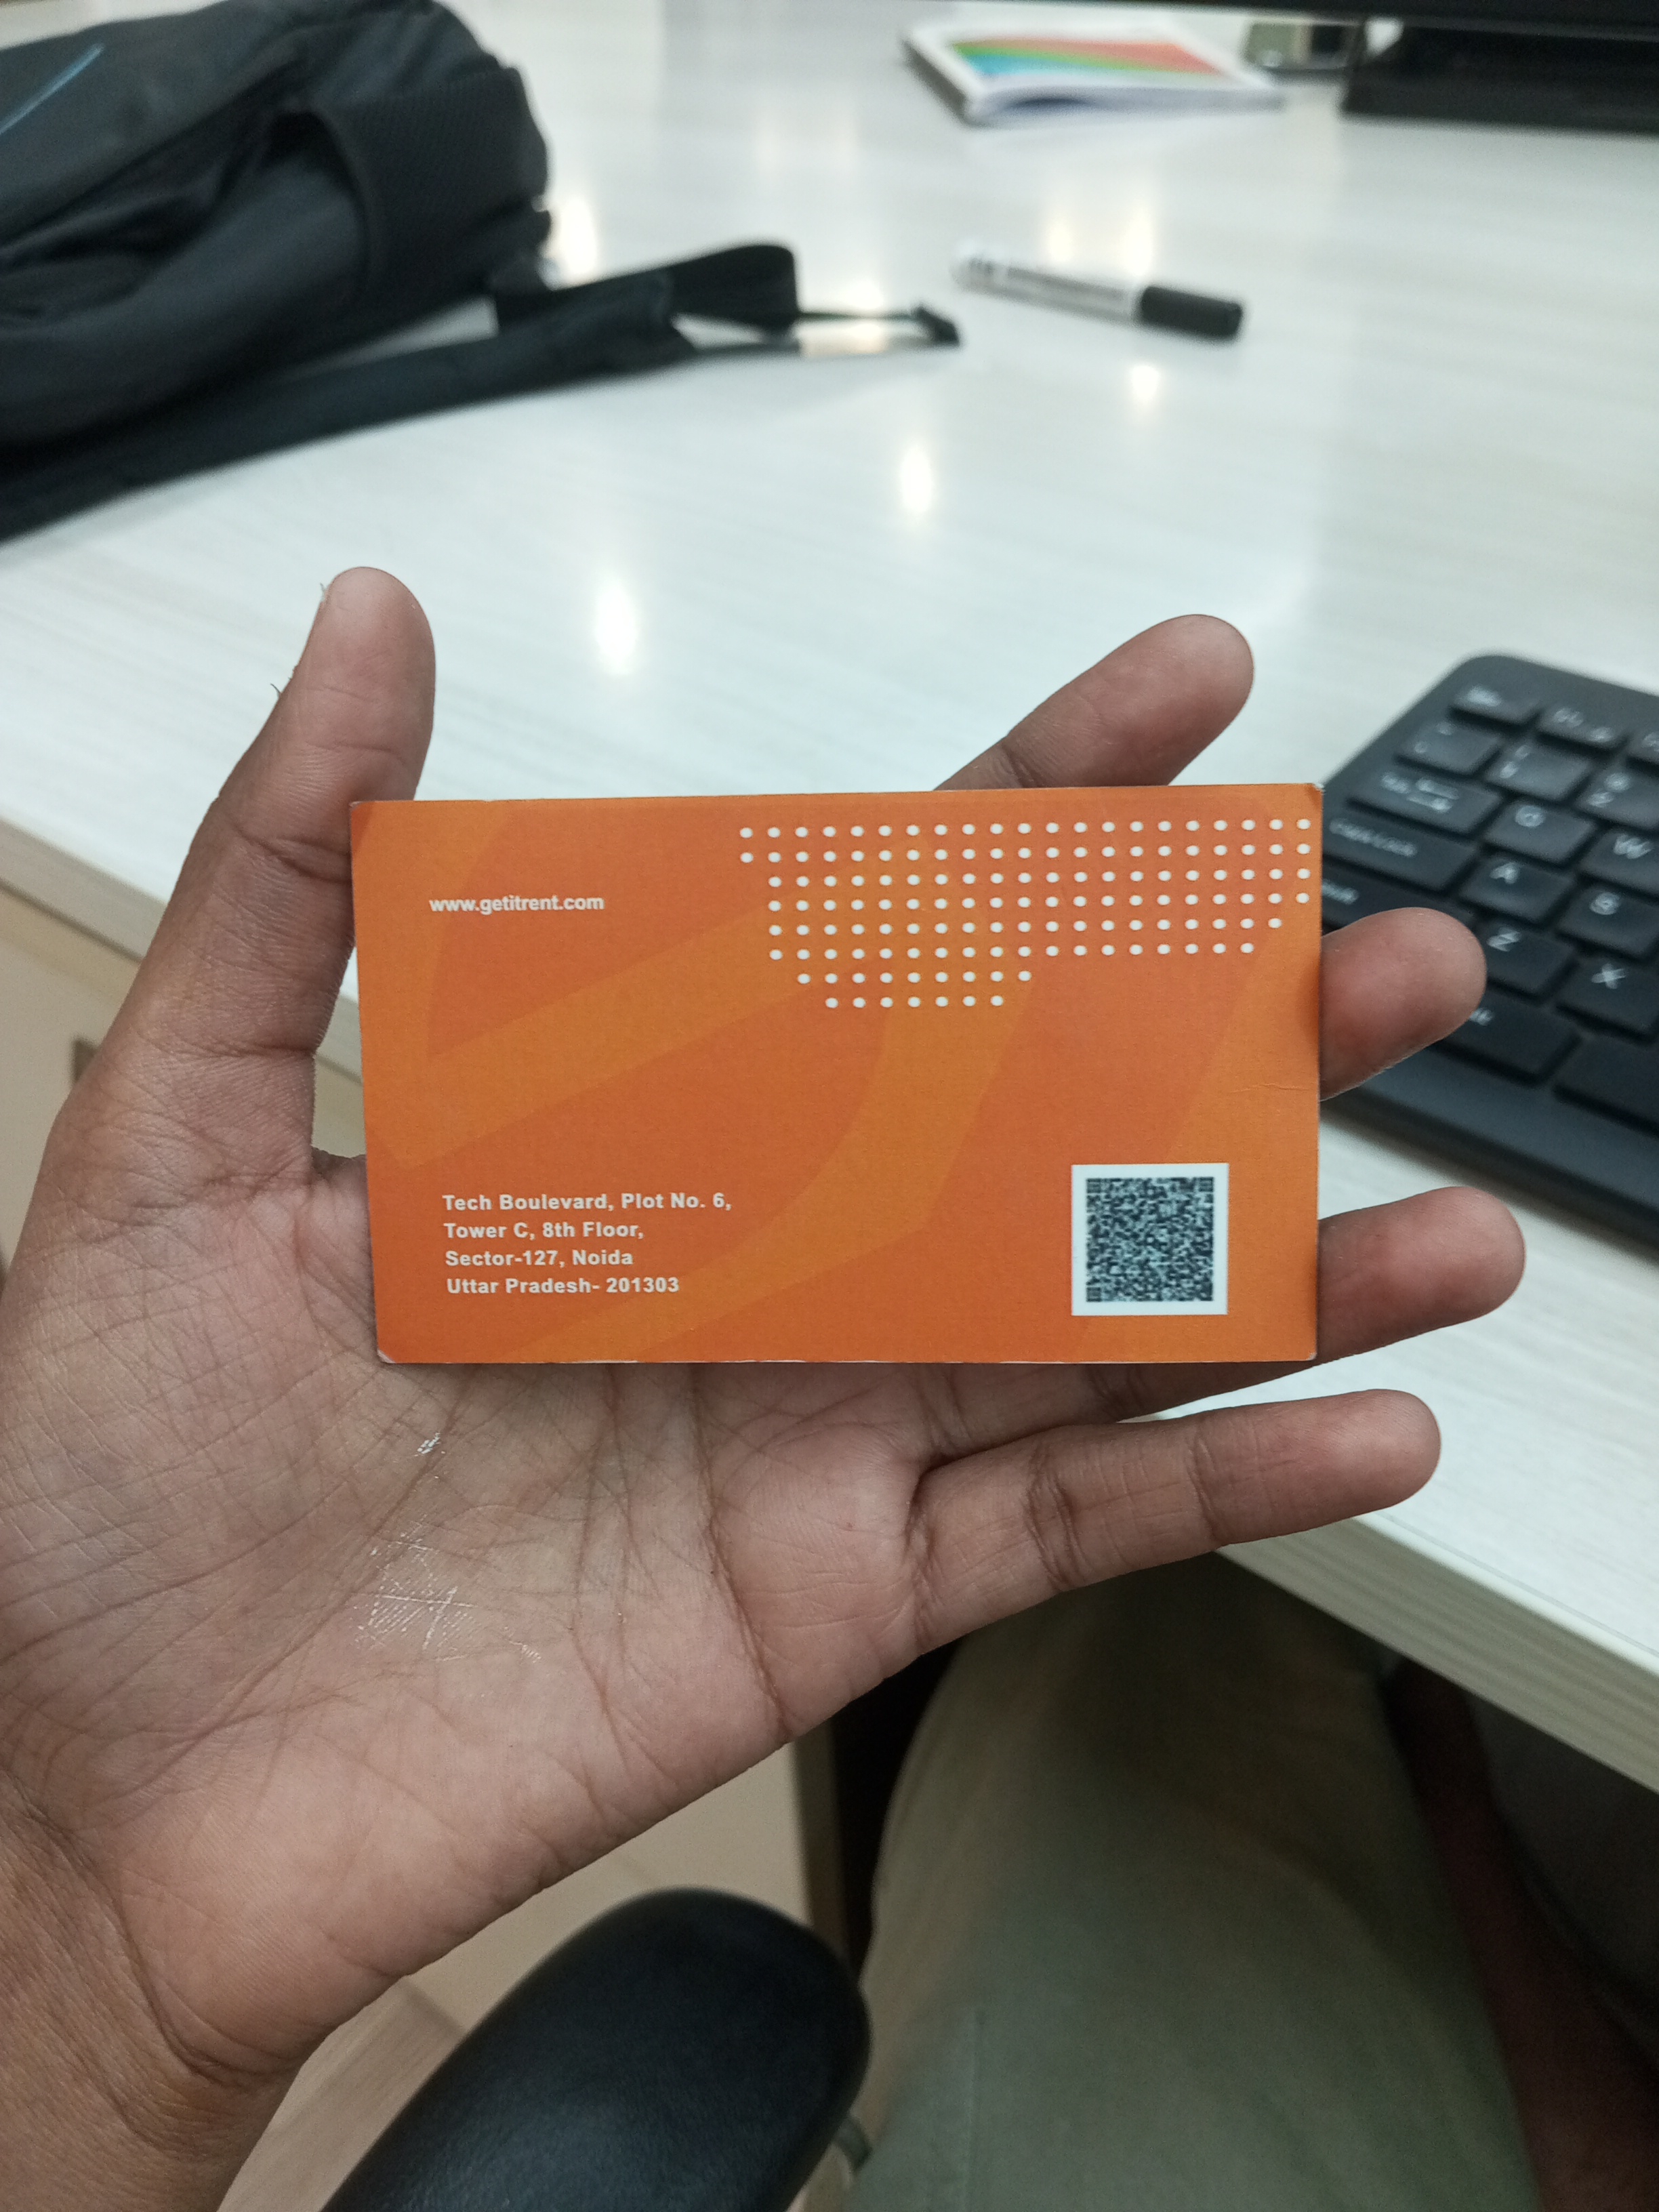 www.getitrent.com
Tech Boulevard, Plot No. 6,
Tower C, 8th Floor,
Sector-127, Noida
Uttar Pradesh- 201303
A
S
Z
X
W